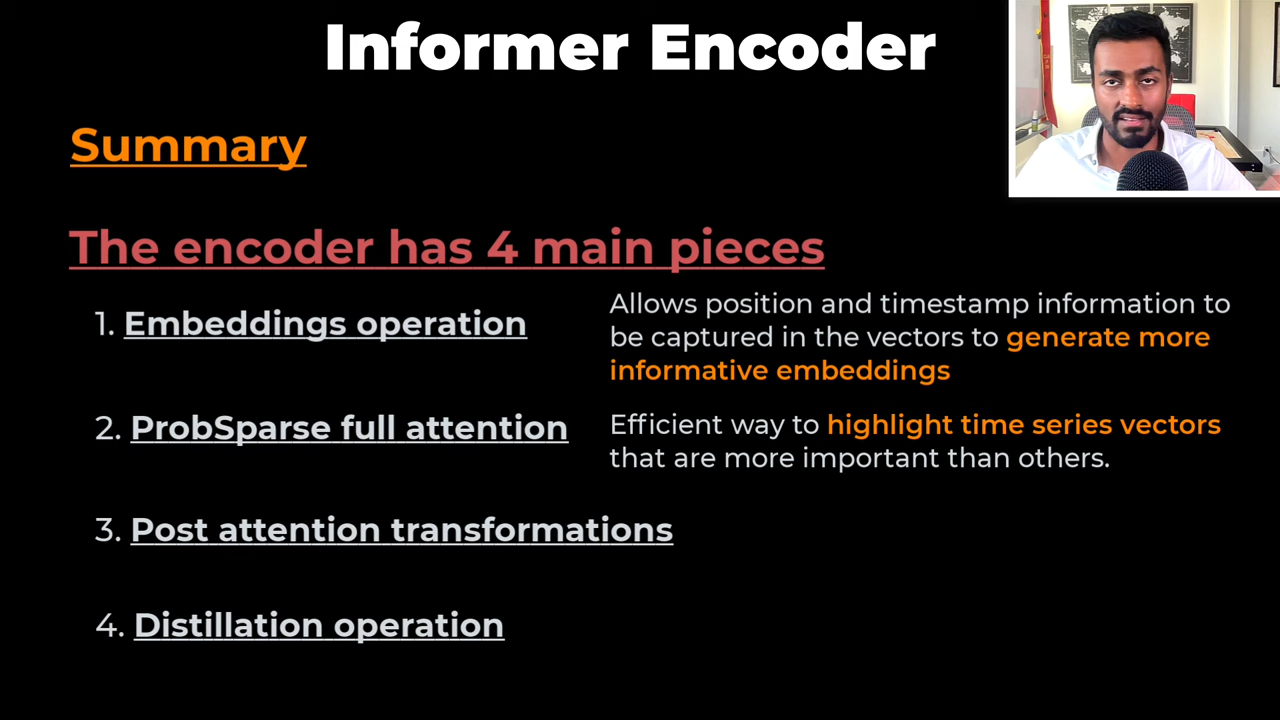 Informer Encoder
Summary
The encoder has 4 main pieces
1. Embeddings operation
Allows position and timestamp information to
be captured in the vectors to generate more
informative embeddings
2. ProbSparse full attention
Efficient way to highlight time series vectors
that are more important than others.
3. Post attention transformations
4. Distillation operation